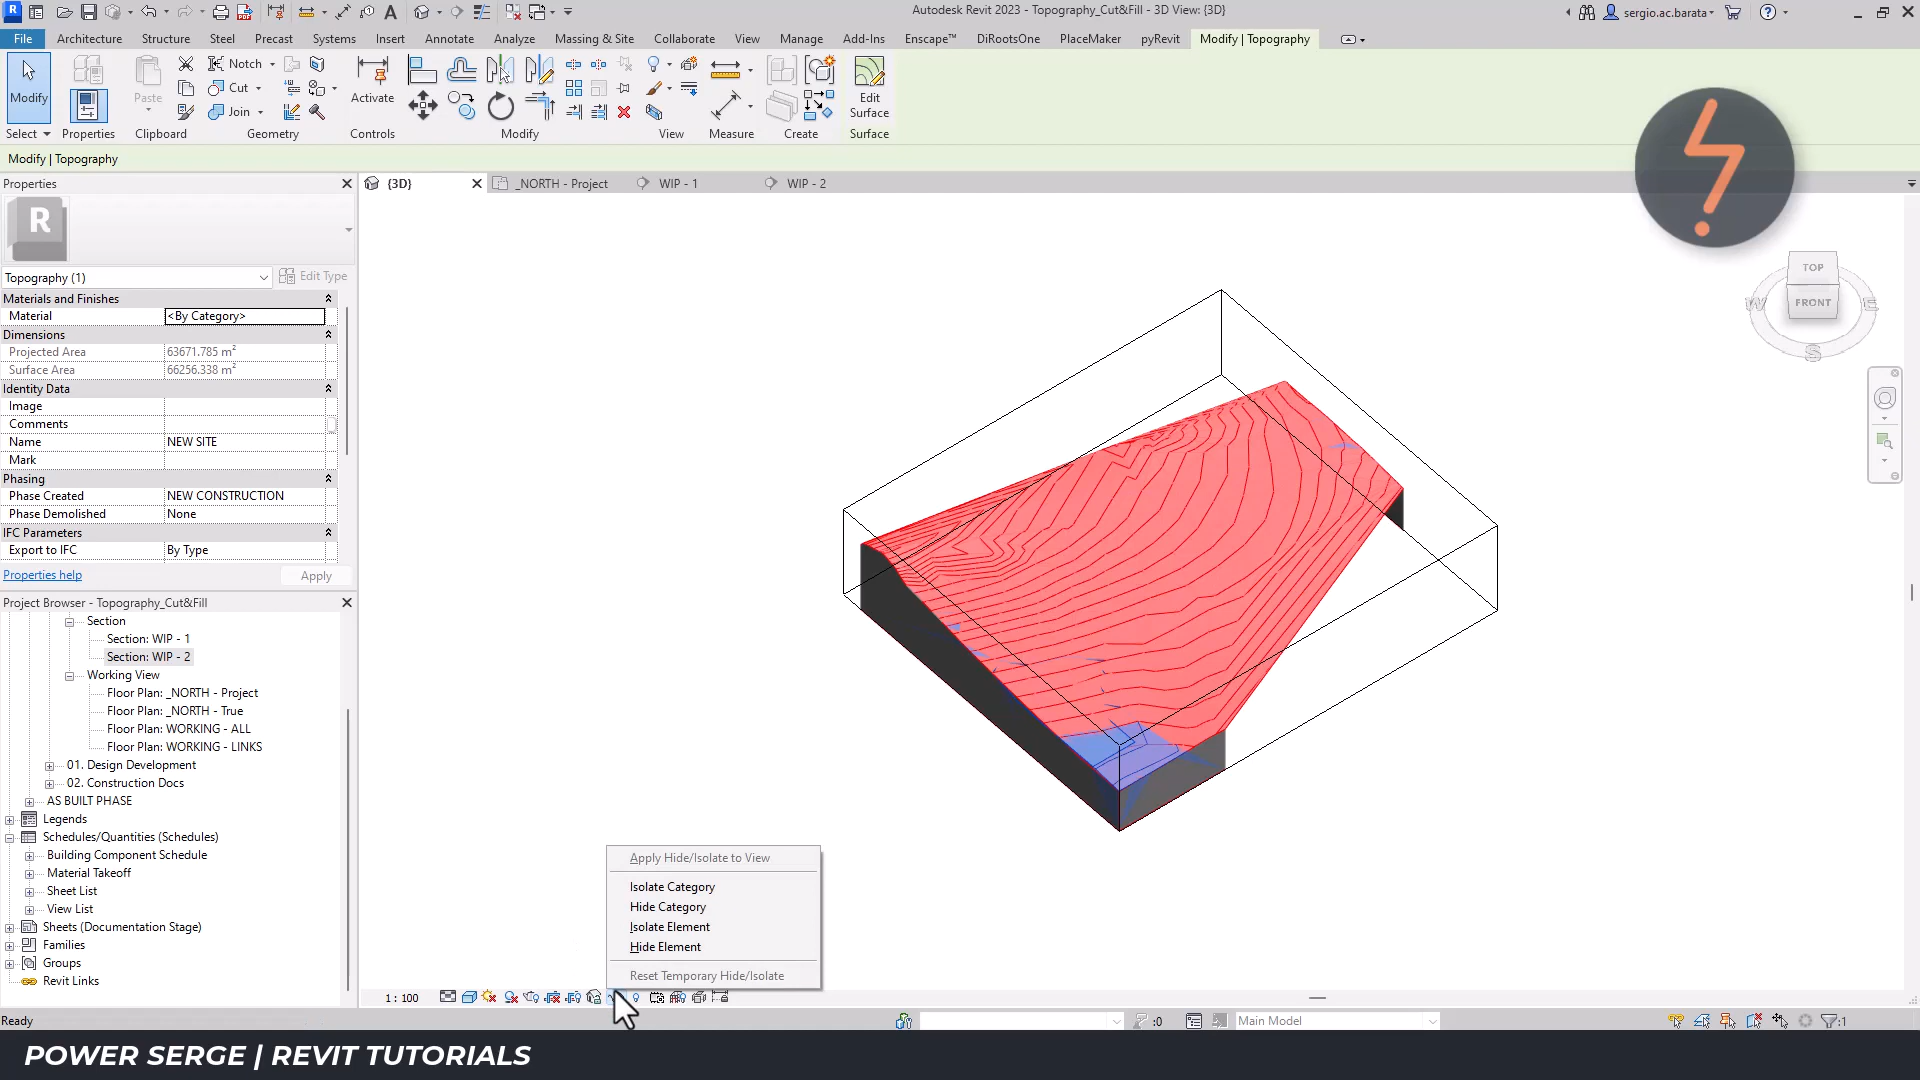 Autodesk Revit 2023 - Topography_Cut&Fill - 3D View: {3D}
sergio.ac.barata
File Architecture Structure Steel Precast Systems Insert Annotate Analyze Massing & Site Collaborate View Manage Add-Ins Enscape™ DiRootsOne PlaceMaker pyRevit Modify | Topography
Modify
Paste
Notch
Cut
Join
Activate
Edit
Surface
Select Properties Clipboard Geometry Controls Modify View Measure Create Surface
Modify | Topography
Properties
{3D} _NORTH - Project WIP - 1 WIP - 2
R
Topography (1) Edit Type
Materials and Finishes
Material <By Category>
Dimensions
Projected Area 63671.785 m²
Surface Area 66256.338 m²
Identity Data
Image
Comments
Name NEW SITE
Mark
Phasing
Phase Created NEW CONSTRUCTION
Phase Demolished None
IFC Parameters
Export to IFC By Type
Properties help Apply
TOP
FRONT
W E
S
Project Browser - Topography_Cut&Fill
Section
Section: WIP - 1
Section: WIP - 2
Working View
Floor Plan: _NORTH - Project
Floor Plan: _NORTH - True
Floor Plan: WORKING - ALL
Floor Plan: WORKING - LINKS
01. Design Development
02. Construction Docs
AS BUILT PHASE
Legends
Schedules/Quantities (Schedules)
Building Component Schedule
Material Takeoff
Sheet List
View List
Sheets (Documentation Stage)
Families
Groups
Revit Links
Apply Hide/Isolate to View
Isolate Category
Hide Category
Isolate Element
Hide Element
Reset Temporary Hide/Isolate
1 : 100
Ready
:0
Main Model
:1
POWER SERGE | REVIT TUTORIALS